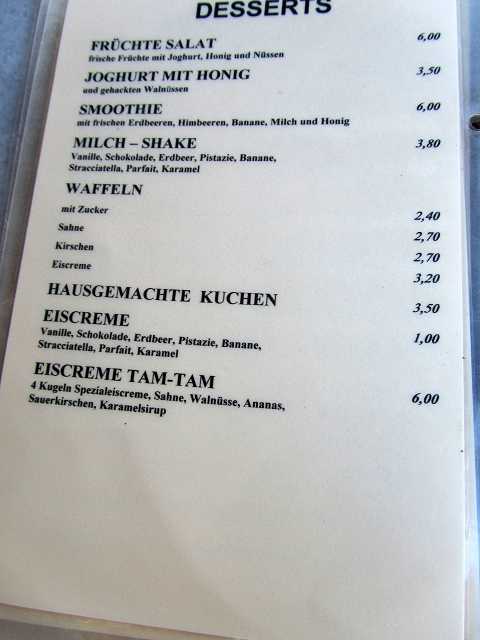 DESSERTS
FRÜCHTE SALAT 6,00
frische Früchte mit Joghurt, Honig und Nüssen
JOGHURT MIT HONIG 3,50
und gehackten Walnüssen
SMOOTHIE 6,00
mit frischen Erdbeeren, Himbeeren, Banane, Milch und Honig
MILCH – SHAKE 3,80
Vanille, Schokolade, Erdbeer, Pistazie, Banane,
Stracciatella, Parfait, Karamel
WAFFELN
mit Zucker 2,40
Sahne 2,70
Kirschen 2,70
Eiscreme 3,20
HAUSGEMACHTE KUCHEN 3,50
EISCREME 1,00
Vanille, Schokolade, Erdbeer, Pistazie, Banane,
Stracciatella, Parfait, Karamel
EISCREME TAM-TAM 6,00
4 Kugeln Spezialeiscreme, Sahne, Walnüsse, Ananas,
Sauerkirschen, Karamelsirup